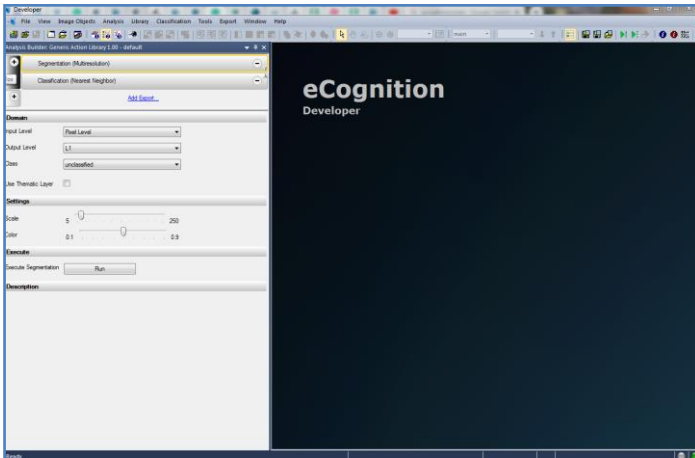 Developer
File View Image Objects Analysis Library Classification Tools Export Window Help
main
Analysis Builder: Generic Action Library 1.00 - default
Segmentation (Multiresolution)
Classification (Nearest Neighbor)
Add Export...
Domain
Input Level Pixel Level
Output Level L1
Class unclassified
Use Thematic Layer
Settings
Scale 5 250
Color 0.1 0.9
Execute
Execute Segmentation Run
Description
eCognition
Developer
Ready